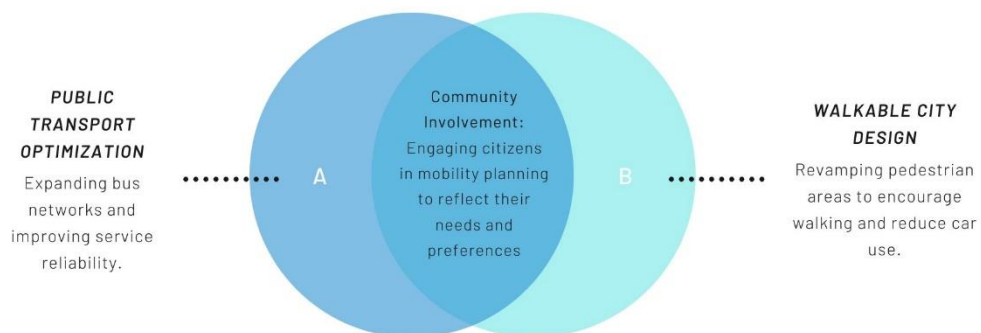 PUBLIC
TRANSPORT
OPTIMIZATION
Expanding bus
networks and
improving service
reliability.
A
Community
Involvement:
Engaging citizens
in mobility planning
to reflect their
needs and
preferences
B
WALKABLE CITY
DESIGN
Revamping pedestrian
areas to encourage
walking and reduce car
use.